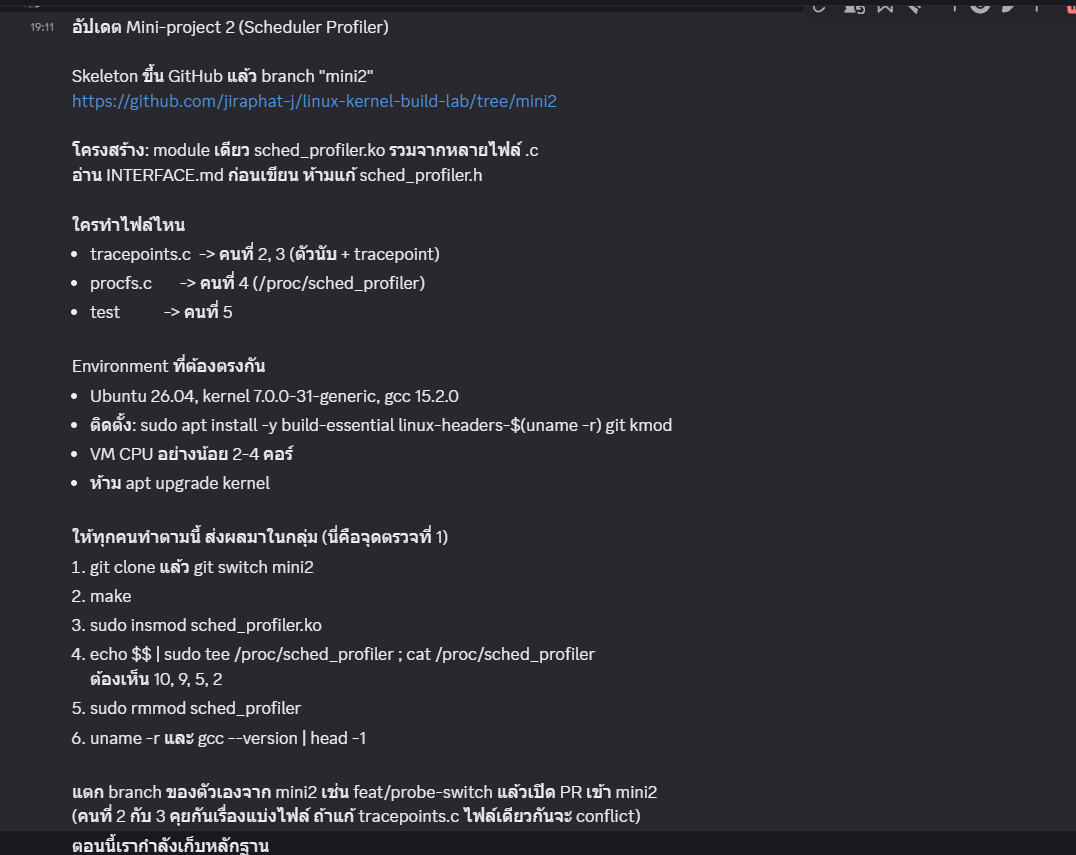 19:11 อัปเดต Mini-project 2 (Scheduler Profiler)
Skeleton ขึ้น GitHub แล้ว branch "mini2"
https://github.com/jiraphat-j/linux-kernel-build-lab/tree/mini2
โครงสร้าง: module เดียว sched_profiler.ko รวมจากหลายไฟล์ .c
อ่าน INTERFACE.md ก่อนเขียน ห้ามแก้ sched_profiler.h
ใครทำไฟล์ไหน
• tracepoints.c -> คนที่ 2, 3 (ตัวนับ + tracepoint)
• procfs.c -> คนที่ 4 (/proc/sched_profiler)
• test -> คนที่ 5
Environment ที่ต้องตรงกัน
• Ubuntu 26.04, kernel 7.0.0-31-generic, gcc 15.2.0
• ติดตั้ง: sudo apt install -y build-essential linux-headers-$(uname -r) git kmod
• VM CPU อย่างน้อย 2-4 คอร์
• ห้าม apt upgrade kernel
ให้ทุกคนทำตามนี้ ส่งผลมาในกลุ่ม (นี่คือจุดตรวจที่ 1)
1. git clone แล้ว git switch mini2
2. make
3. sudo insmod sched_profiler.ko
4. echo $$ | sudo tee /proc/sched_profiler ; cat /proc/sched_profiler
ต้องเห็น 10, 9, 5, 2
5. sudo rmmod sched_profiler
6. uname -r และ gcc --version | head -1
แตก branch ของตัวเองจาก mini2 เช่น feat/probe-switch แล้วเปิด PR เข้า mini2
(คนที่ 2 กับ 3 คุยกันเรื่องแบ่งไฟล์ ถ้าแก้ tracepoints.c ไฟล์เดียวกันจะ conflict)
ตอนนี้เรากำลังเก็บหลักฐาน